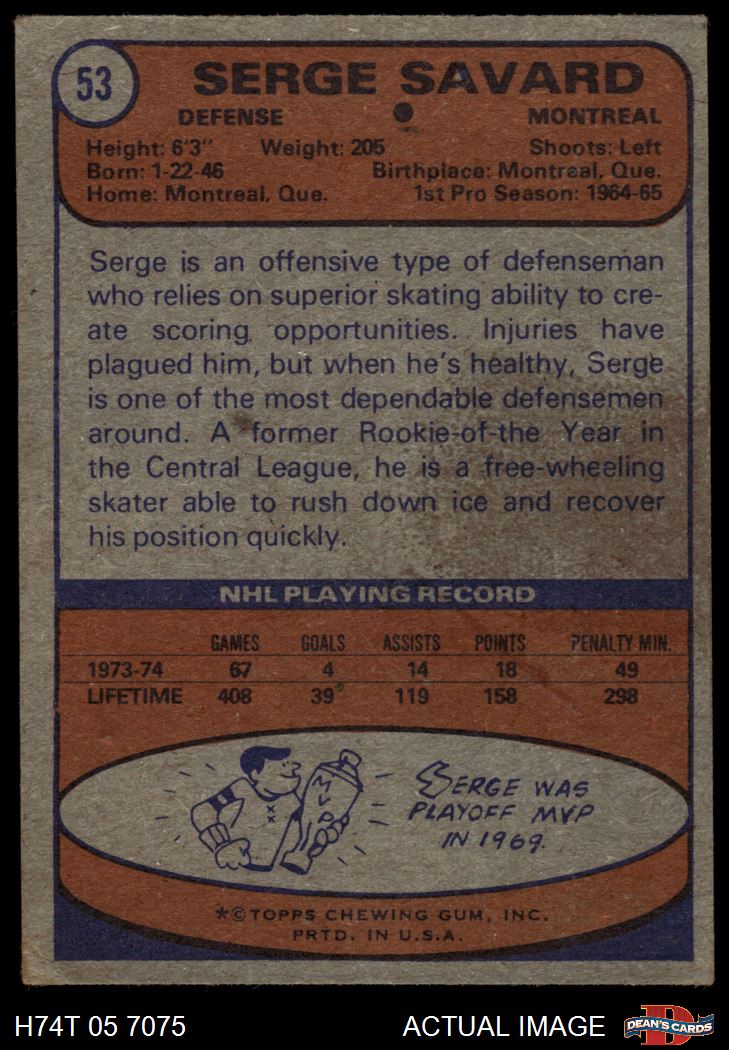 53
SERGE SAVARD
DEFENSE MONTREAL
Height: 6'3" Weight: 205 Shoots: Left
Born: 1-22-46 Birthplace: Montreal, Que.
Home: Montreal, Que. 1st Pro Season: 1964-65
Serge is an offensive type of defenseman
who relies on superior skating ability to cre-
ate scoring opportunities. Injuries have
plagued him, but when he's healthy, Serge
is one of the most dependable defensemen
around. A former Rookie-of-the Year in
the Central League, he is a free-wheeling
skater able to rush down ice and recover
his position quickly.
NHL PLAYING RECORD
GAMES GOALS ASSISTS POINTS PENALTY MIN.
1973-74 67 4 14 18 49
LIFETIME 408 39 119 158 298
MVP
SERGE WAS
PLAYOFF MVP
IN 1969.
*©TOPPS CHEWING GUM, INC.
PRTD. IN U.S.A.
H74T 05 7075 ACTUAL IMAGE
D
DEAN'S CARDS